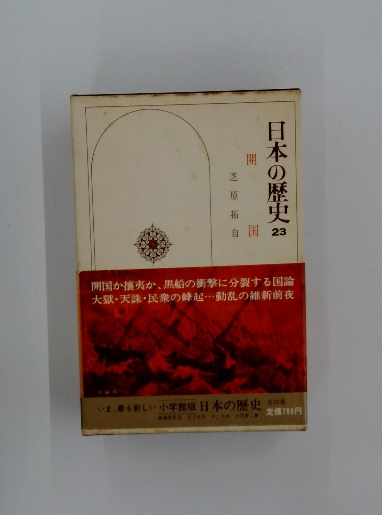 日本の歴史 23
開国
芝原拓自
開国か攘夷か、黒船の衝撃に分裂する国論
大獄・天誅・民衆の蜂起…動乱の維新前夜
いま、最も新しい 小学館版 日本の歴史
定価790円